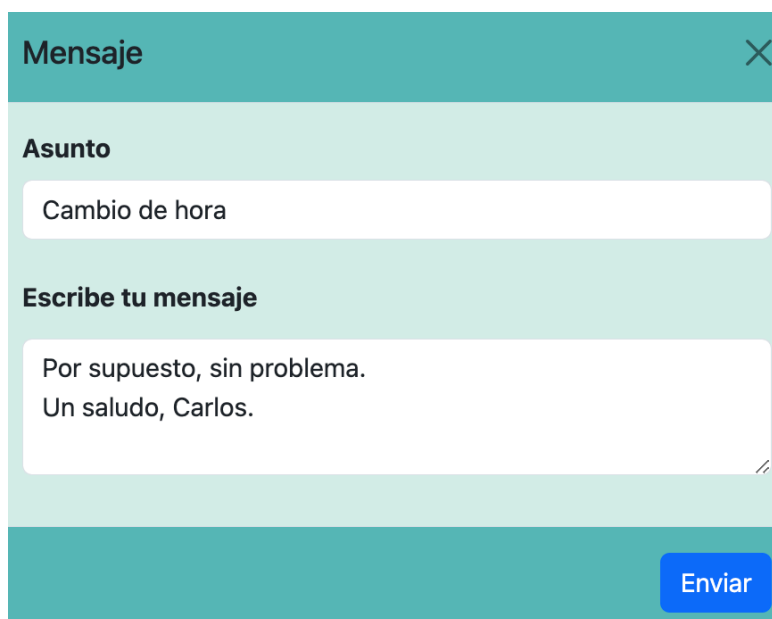 Mensaje
Asunto
Cambio de hora
Escribe tu mensaje
Por supuesto, sin problema.
Un saludo, Carlos.
Enviar